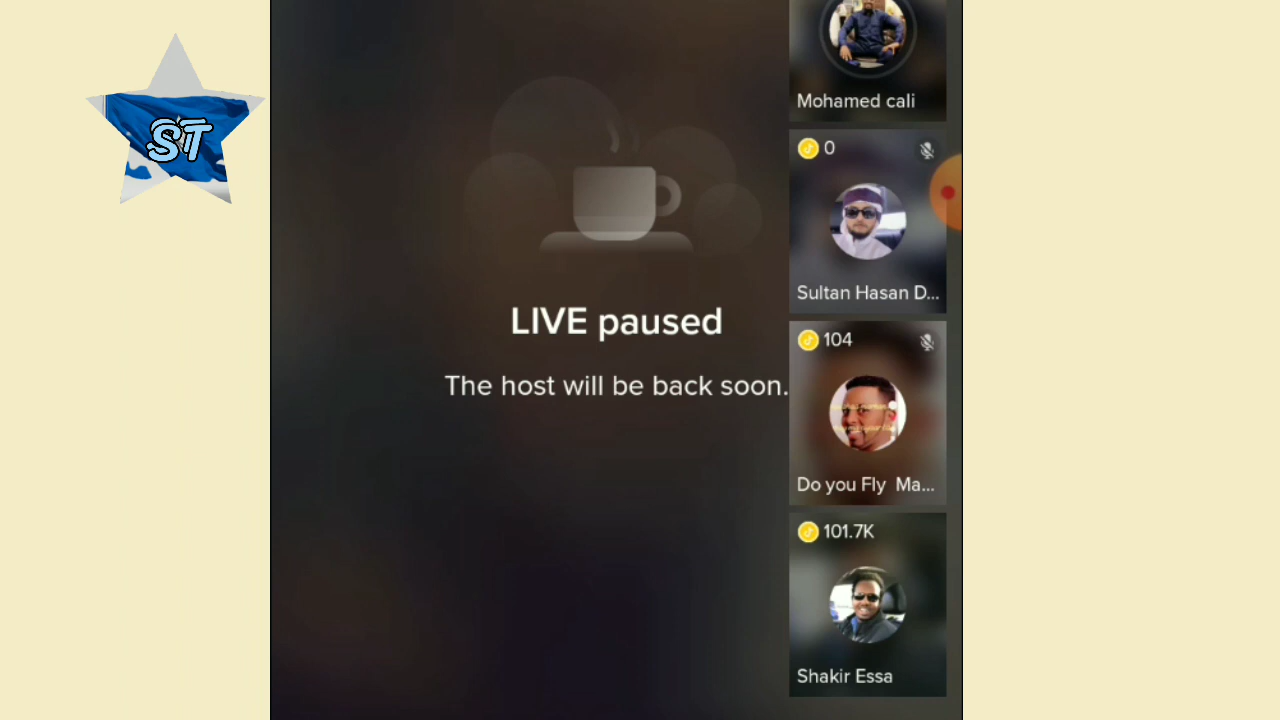 ST
Mohamed cali
0
Sultan Hasan D...
LIVE paused
The host will be back soon.
104
Do you Fly Ma...
101.7K
Shakir Essa